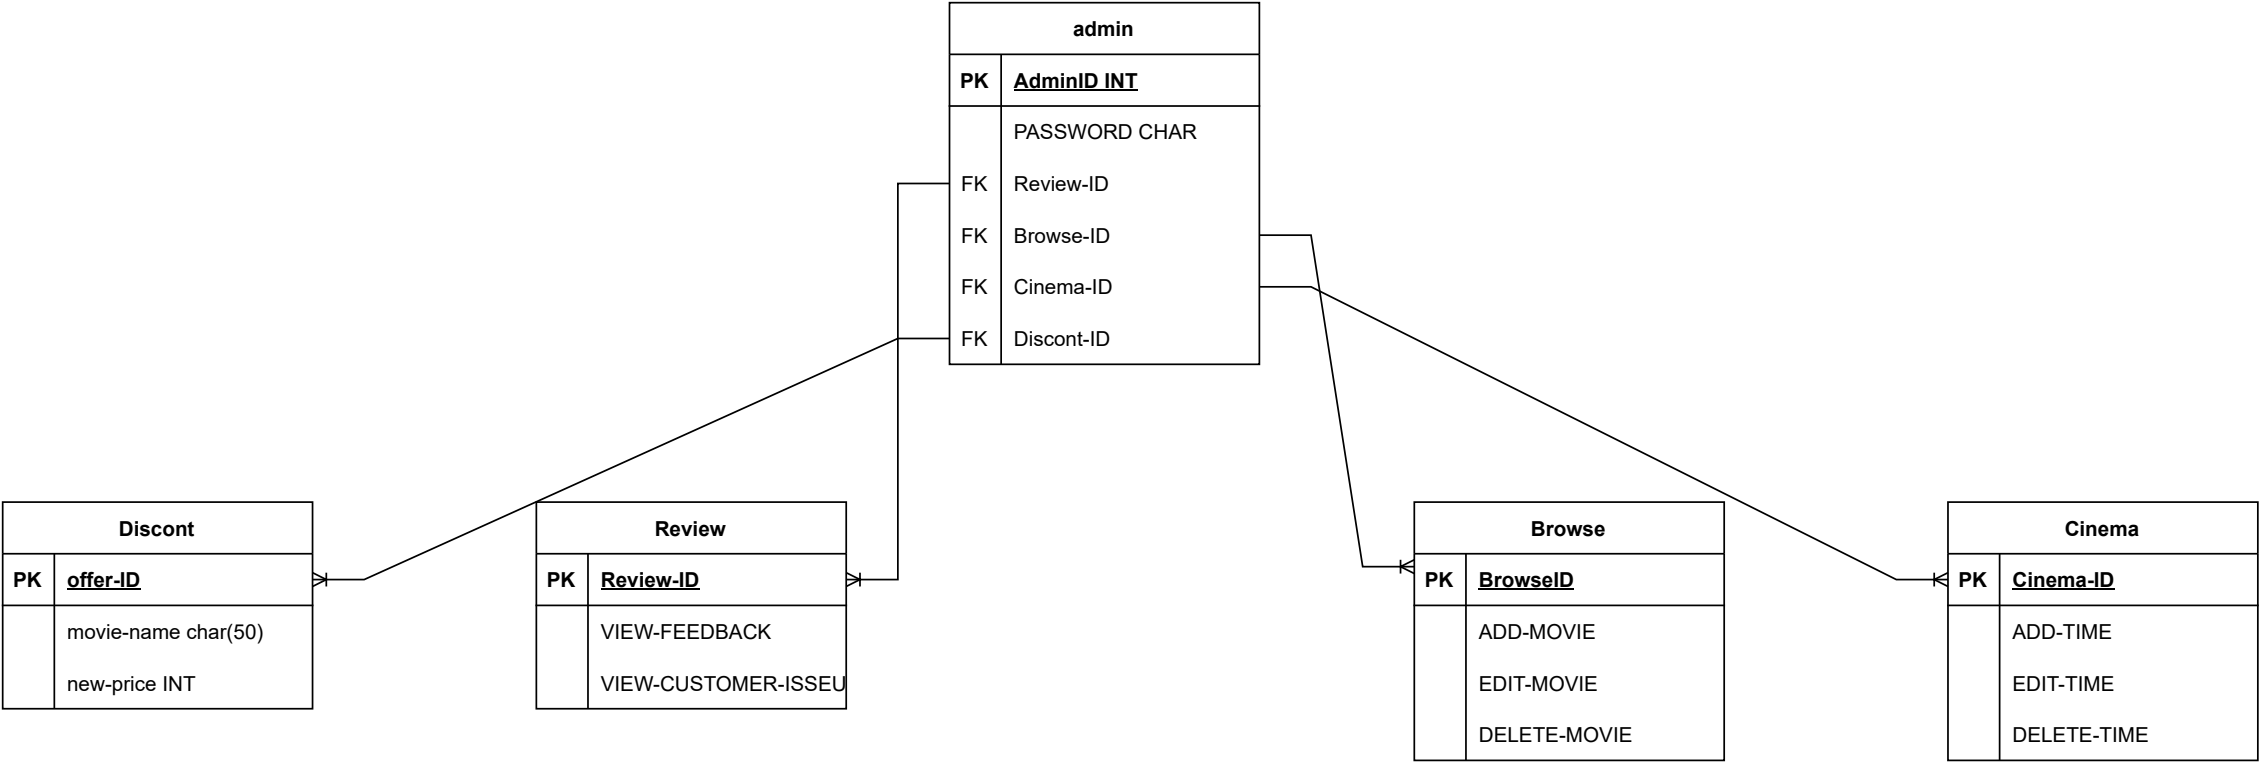 admin
PK AdminID INT
PASSWORD CHAR
FK Review-ID
FK Browse-ID
FK Cinema-ID
FK Discont-ID
Discont
PK offer-ID
movie-name char(50)
new-price INT
Review
PK Review-ID
VIEW-FEEDBACK
VIEW-CUSTOMER-ISSEU
Browse
PK BrowseID
ADD-MOVIE
EDIT-MOVIE
DELETE-MOVIE
Cinema
PK Cinema-ID
ADD-TIME
EDIT-TIME
DELETE-TIME